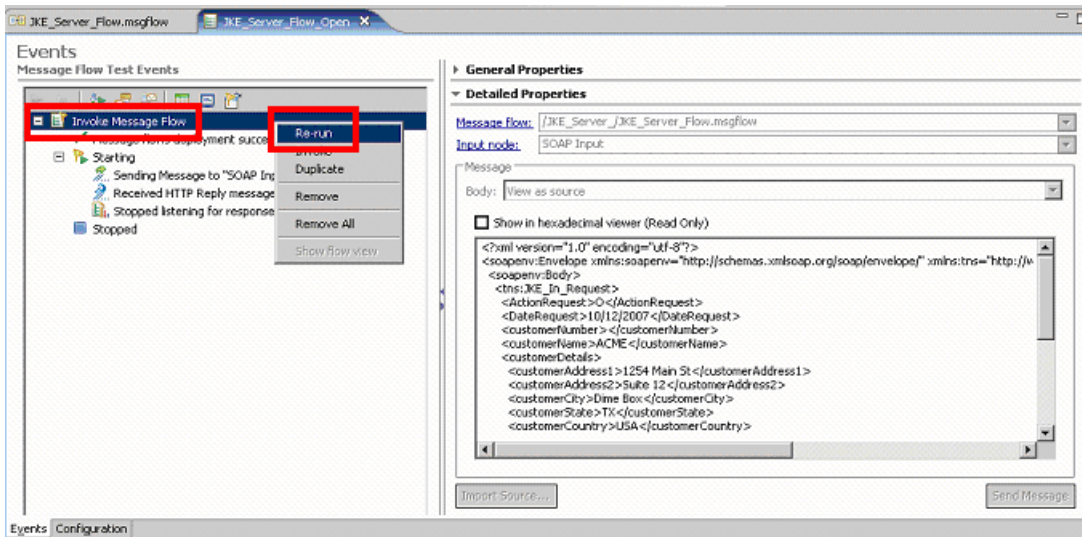 JKE_Server_Flow.msgflow
JKE_Server_Flow_Open
Events
Message Flow Test Events
Invoke Message Flow
Message flow deployment succe
Starting
Sending Message to "SOAP Inp
Received HTTP Reply message
Stopped listening for response
Stopped
Re-run
Invoke
Duplicate
Remove
Remove All
Show flow view
General Properties
Detailed Properties
Message flow: /JKE_Server_/JKE_Server_Flow.msgflow
Input node: SOAP Input
Message
Body: View as source
Show in hexadecimal viewer (Read Only)
<?xml version="1.0" encoding="utf-8"?>
<soapenv:Envelope xmlns:soapenv="http://schemas.xmlsoap.org/soap/envelope/" xmlns:tns="http://w
<soapenv:Body>
<tns:JKE_In_Request>
<ActionRequest>O</ActionRequest>
<DateRequest>10/12/2007</DateRequest>
<customerNumber></customerNumber>
<customerName>ACME</customerName>
<customerDetails>
<customerAddress1>1254 Main St</customerAddress1>
<customerAddress2>Suite 12</customerAddress2>
<customerCity>Dime Box</customerCity>
<customerState>TX</customerState>
<customerCountry>USA</customerCountry>
Import Source...
Send Message
Events
Configuration